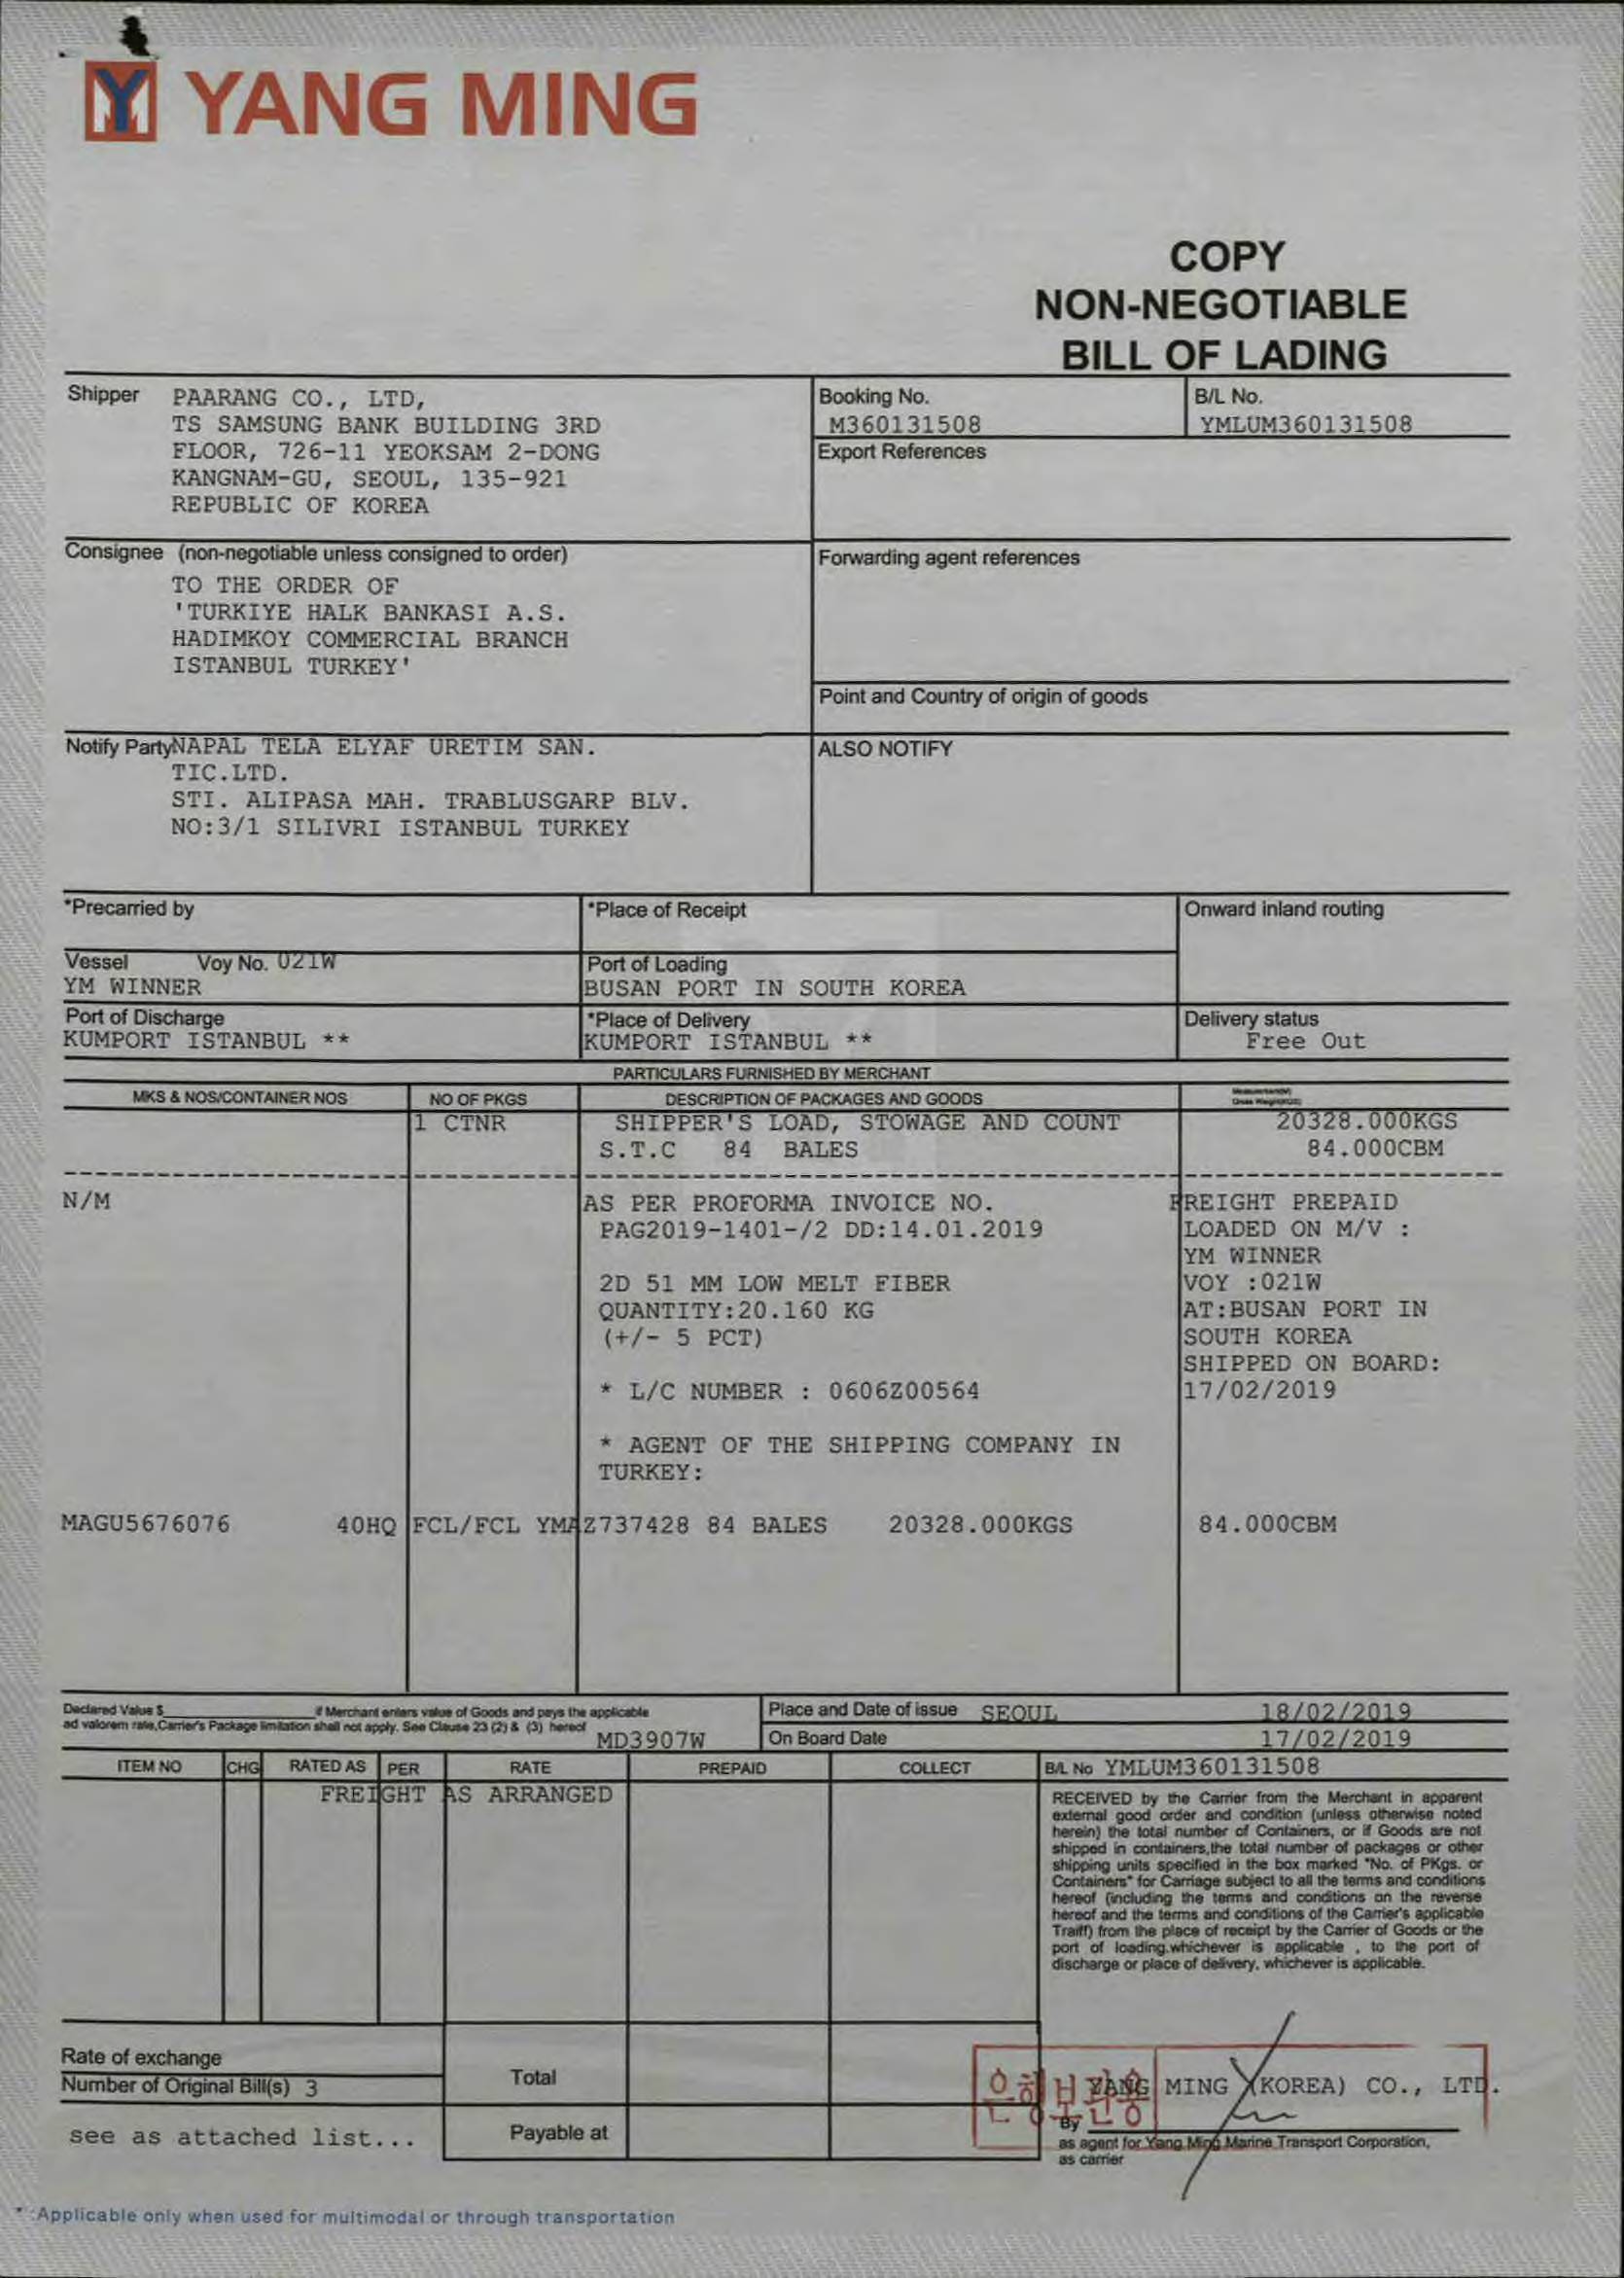 YANG MING
COPY
NON-NEGOTIABLE
BILL OF LADING
Shipper PAARANG CO., LTD,
TS SAMSUNG BANK BUILDING 3RD
FLOOR, 726-11 YEOKSAM 2-DONG
KANGNAM-GU, SEOUL, 135-921
REPUBLIC OF KOREA
Booking No.
M360131508
B/L No.
YMLUM360131508
Export References
Consignee (non-negotiable unless consigned to order)
TO THE ORDER OF
'TURKIYE HALK BANKASI A.S.
HADIMKOY COMMERCIAL BRANCH
ISTANBUL TURKEY'
Forwarding agent references
Point and Country of origin of goods
Notify Party NAPAL TELA ELYAF URETIM SAN.
TIC.LTD.
STI. ALIPASA MAH. TRABLUSGARP BLV.
NO:3/1 SILIVRI ISTANBUL TURKEY
ALSO NOTIFY
*Precarried by
*Place of Receipt
Onward inland routing
Vessel Voy No. 021W
YM WINNER
Port of Loading
BUSAN PORT IN SOUTH KOREA
Port of Discharge
KUMPORT ISTANBUL **
*Place of Delivery
KUMPORT ISTANBUL **
Delivery status
Free Out
PARTICULARS FURNISHED BY MERCHANT
MKS & NOS/CONTAINER NOS NO OF PKGS DESCRIPTION OF PACKAGES AND GOODS
1 CTNR SHIPPER'S LOAD, STOWAGE AND COUNT 20328.000KGS
S.T.C 84 BALES 84.000CBM
N/M
AS PER PROFORMA INVOICE NO.
PAG2019-1401-/2 DD:14.01.2019
2D 51 MM LOW MELT FIBER
QUANTITY:20.160 KG
(+/- 5 PCT)
* L/C NUMBER : 0606Z00564
* AGENT OF THE SHIPPING COMPANY IN
TURKEY:
FREIGHT PREPAID
LOADED ON M/V :
YM WINNER
VOY :021W
AT:BUSAN PORT IN
SOUTH KOREA
SHIPPED ON BOARD:
17/02/2019
MAGU5676076 40HQ FCL/FCL YMAZ737428 84 BALES 20328.000KGS 84.000CBM
Declared Value $ if Merchant enters value of Goods and pays the applicable
ad valorem rate,Carrier's Package limitation shall not apply. See Clause 23 (2) & (3) hereof
MD3907W
Place and Date of issue SEOUL 18/02/2019
On Board Date 17/02/2019
ITEM NO CHG RATED AS PER RATE PREPAID COLLECT
B/L No YMLUM360131508
FREIGHT AS ARRANGED
RECEIVED by the Carrier from the Merchant in apparent
external good order and condition (unless otherwise noted
herein) the total number of Containers, or if Goods are not
shipped in containers,the total number of packages or other
shipping units specified in the box marked "No. of PKgs. or
Containers" for Carriage subject to all the terms and conditions
hereof (including the terms and conditions on the reverse
hereof and the terms and conditions of the Carrier's applicable
Traiff) from the place of receipt by the Carrier of Goods or the
port of loading.whichever is applicable , to the port of
discharge or place of delivery, whichever is applicable.
Rate of exchange
Number of Original Bill(s) 3
see as attached list...
Total
Payable at
은행보관용
YANG MING (KOREA) CO., LTD.
By
as agent for Yang Ming Marine Transport Corporation,
as carrier
* :Applicable only when used for multimodal or through transportation